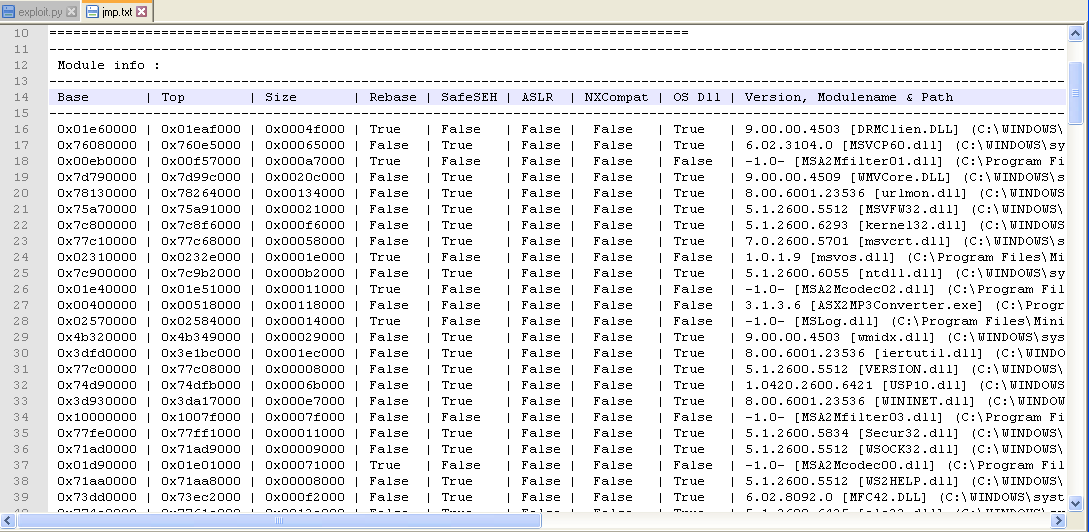 exploit.py jmp.txt
10 ================================================================================
11 --------------------------------------------------------------------------------
12 Module info :
13 --------------------------------------------------------------------------------
14 Base | Top | Size | Rebase | SafeSEH | ASLR | NXCompat | OS Dll | Version, Modulename & Path
15 --------------------------------------------------------------------------------
16 0x01e60000 | 0x01eaf000 | 0x0004f000 | True | False | False | False | True | 9.00.00.4503 [DRMClien.DLL] (C:\WINDOWS\
17 0x76080000 | 0x760e5000 | 0x00065000 | False | True | False | False | True | 6.02.3104.0 [MSVCP60.dll] (C:\WINDOWS\sy
18 0x00eb0000 | 0x00f57000 | 0x000a7000 | True | False | False | False | False | -1.0- [MSA2Mfilter01.dll] (C:\Program Fi
19 0x7d790000 | 0x7d99c000 | 0x0020c000 | False | True | False | False | True | 9.00.00.4509 [WMVCore.DLL] (C:\WINDOWS\s
20 0x78130000 | 0x78264000 | 0x00134000 | False | True | False | False | True | 8.00.6001.23536 [urlmon.dll] (C:\WINDOWS
21 0x75a70000 | 0x75a91000 | 0x00021000 | False | True | False | False | True | 5.1.2600.5512 [MSVFW32.dll] (C:\WINDOWS\
22 0x7c800000 | 0x7c8f6000 | 0x000f6000 | False | True | False | False | True | 5.1.2600.6293 [kernel32.dll] (C:\WINDOWS
23 0x77c10000 | 0x77c68000 | 0x00058000 | False | True | False | False | True | 7.0.2600.5701 [msvcrt.dll] (C:\WINDOWS\s
24 0x02310000 | 0x0232e000 | 0x0001e000 | True | False | False | False | False | 1.0.1.9 [msvos.dll] (C:\Program Files\Mi
25 0x7c900000 | 0x7c9b2000 | 0x000b2000 | False | True | False | False | True | 5.1.2600.6055 [ntdll.dll] (C:\WINDOWS\sy
26 0x01e40000 | 0x01e51000 | 0x00011000 | True | False | False | False | False | -1.0- [MSA2Mcodec02.dll] (C:\Program Fil
27 0x00400000 | 0x00518000 | 0x00118000 | False | False | False | False | False | 3.1.3.6 [ASX2MP3Converter.exe] (C:\Progr
28 0x02570000 | 0x02584000 | 0x00014000 | True | False | False | False | False | -1.0- [MSLog.dll] (C:\Program Files\Mini
29 0x4b320000 | 0x4b349000 | 0x00029000 | False | True | False | False | True | 9.00.00.4503 [wmidx.dll] (C:\WINDOWS\sys
30 0x3dfd0000 | 0x3e1bc000 | 0x001ec000 | False | True | False | False | True | 8.00.6001.23536 [iertutil.dll] (C:\WINDO
31 0x77c00000 | 0x77c08000 | 0x00008000 | False | True | False | False | True | 5.1.2600.5512 [VERSION.dll] (C:\WINDOWS\
32 0x74d90000 | 0x74dfb000 | 0x0006b000 | False | True | False | False | True | 1.0420.2600.6421 [USP10.dll] (C:\WINDOWS
33 0x3d930000 | 0x3da17000 | 0x000e7000 | False | True | False | False | True | 8.00.6001.23536 [WININET.dll] (C:\WINDOW
34 0x10000000 | 0x1007f000 | 0x0007f000 | False | False | False | False | False | -1.0- [MSA2Mfilter03.dll] (C:\Program Fi
35 0x77fe0000 | 0x77ff1000 | 0x00011000 | False | True | False | False | True | 5.1.2600.5834 [Secur32.dll] (C:\WINDOWS\
36 0x71ad0000 | 0x71ad9000 | 0x00009000 | False | True | False | False | True | 5.1.2600.5512 [WSOCK32.dll] (C:\WINDOWS\
37 0x01d90000 | 0x01e01000 | 0x00071000 | True | False | False | False | False | -1.0- [MSA2Mcodec00.dll] (C:\Program Fil
38 0x71aa0000 | 0x71aa8000 | 0x00008000 | False | True | False | False | True | 5.1.2600.5512 [WS2HELP.dll] (C:\WINDOWS\
39 0x73dd0000 | 0x73ec2000 | 0x000f2000 | False | True | False | False | True | 6.02.8092.0 [MFC42.DLL] (C:\WINDOWS\syst